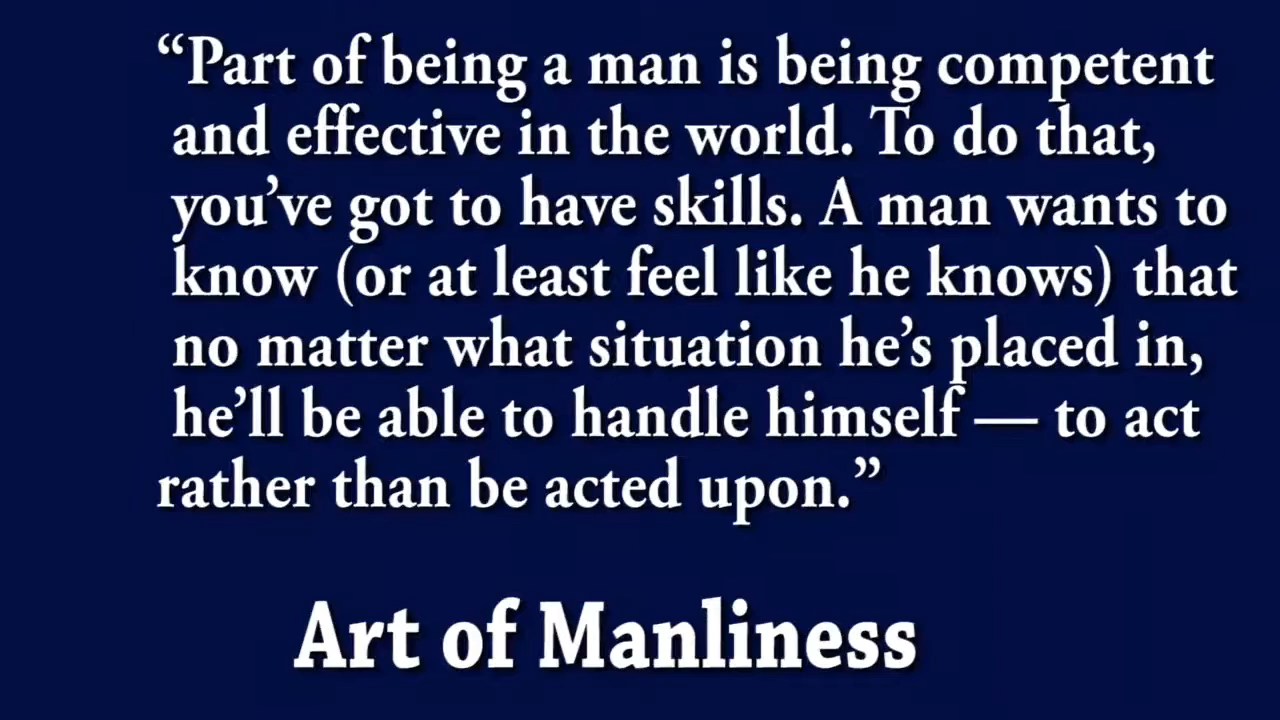 “Part of being a man is being competent
and effective in the world. To do that,
you’ve got to have skills. A man wants to
know (or at least feel like he knows) that
no matter what situation he’s placed in,
he’ll be able to handle himself — to act
rather than be acted upon.”
Art of Manliness